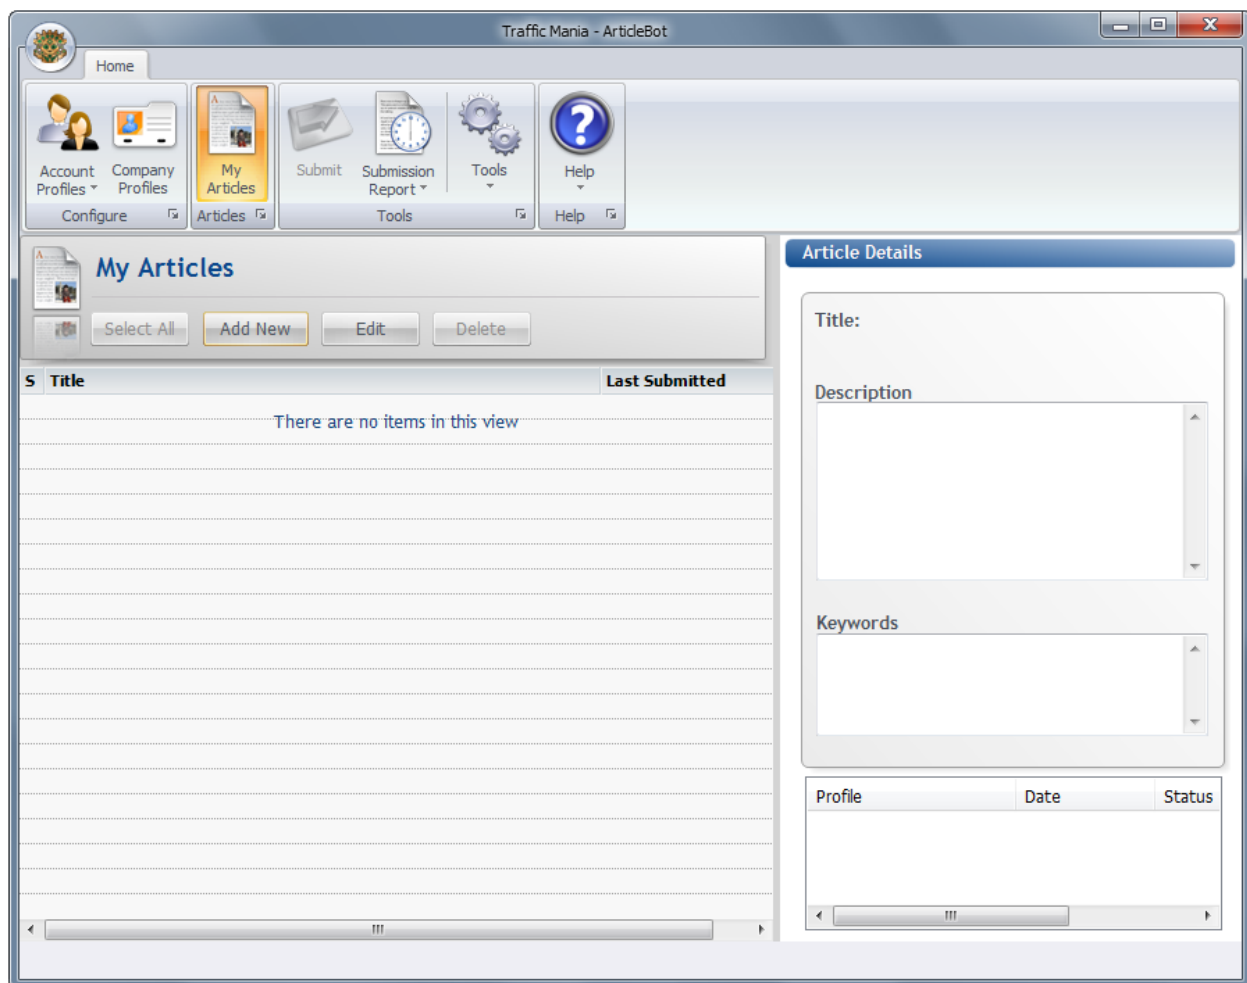 Traffic Mania - ArticleBot
Home
Account Profiles
Company Profiles
My Articles
Submit
Submission Report
Tools
Help
Configure
Articles
Tools
Help
My Articles
Select All Add New Edit Delete
S Title Last Submitted
There are no items in this view
Article Details
Title:
Description
Keywords
Profile Date Status